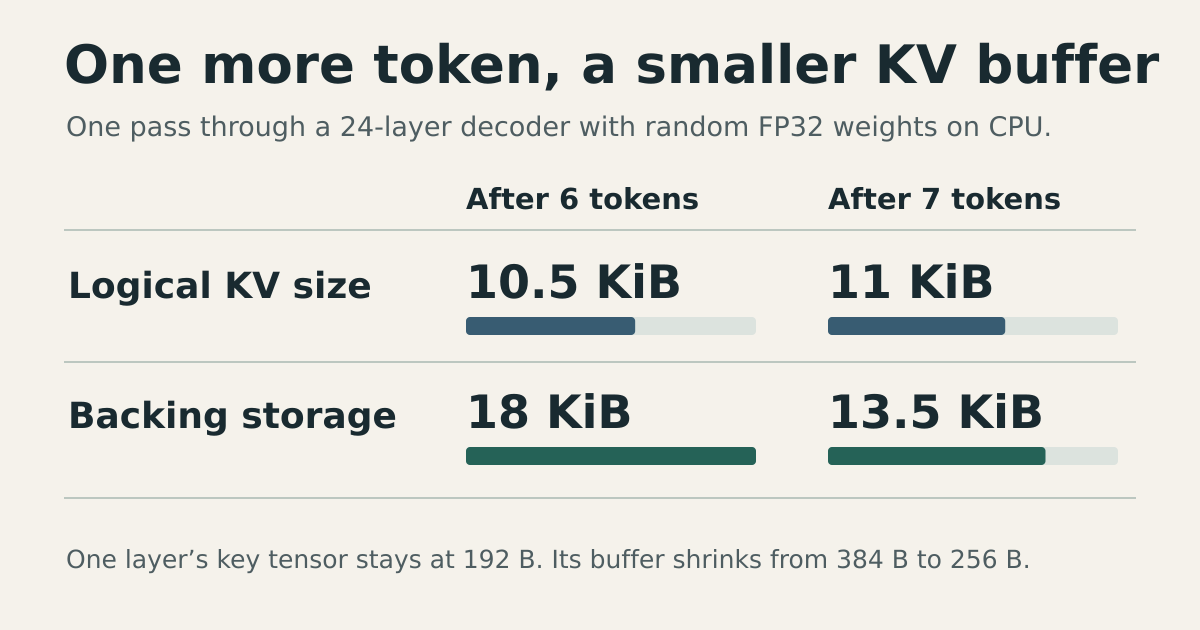 One more token, a smaller KV buffer
One pass through a 24-layer decoder with random FP32 weights on CPU.
After 6 tokens After 7 tokens
Logical KV size 10.5 KiB 11 KiB
Backing storage 18 KiB 13.5 KiB
One layer’s key tensor stays at 192 B. Its buffer shrinks from 384 B to 256 B.